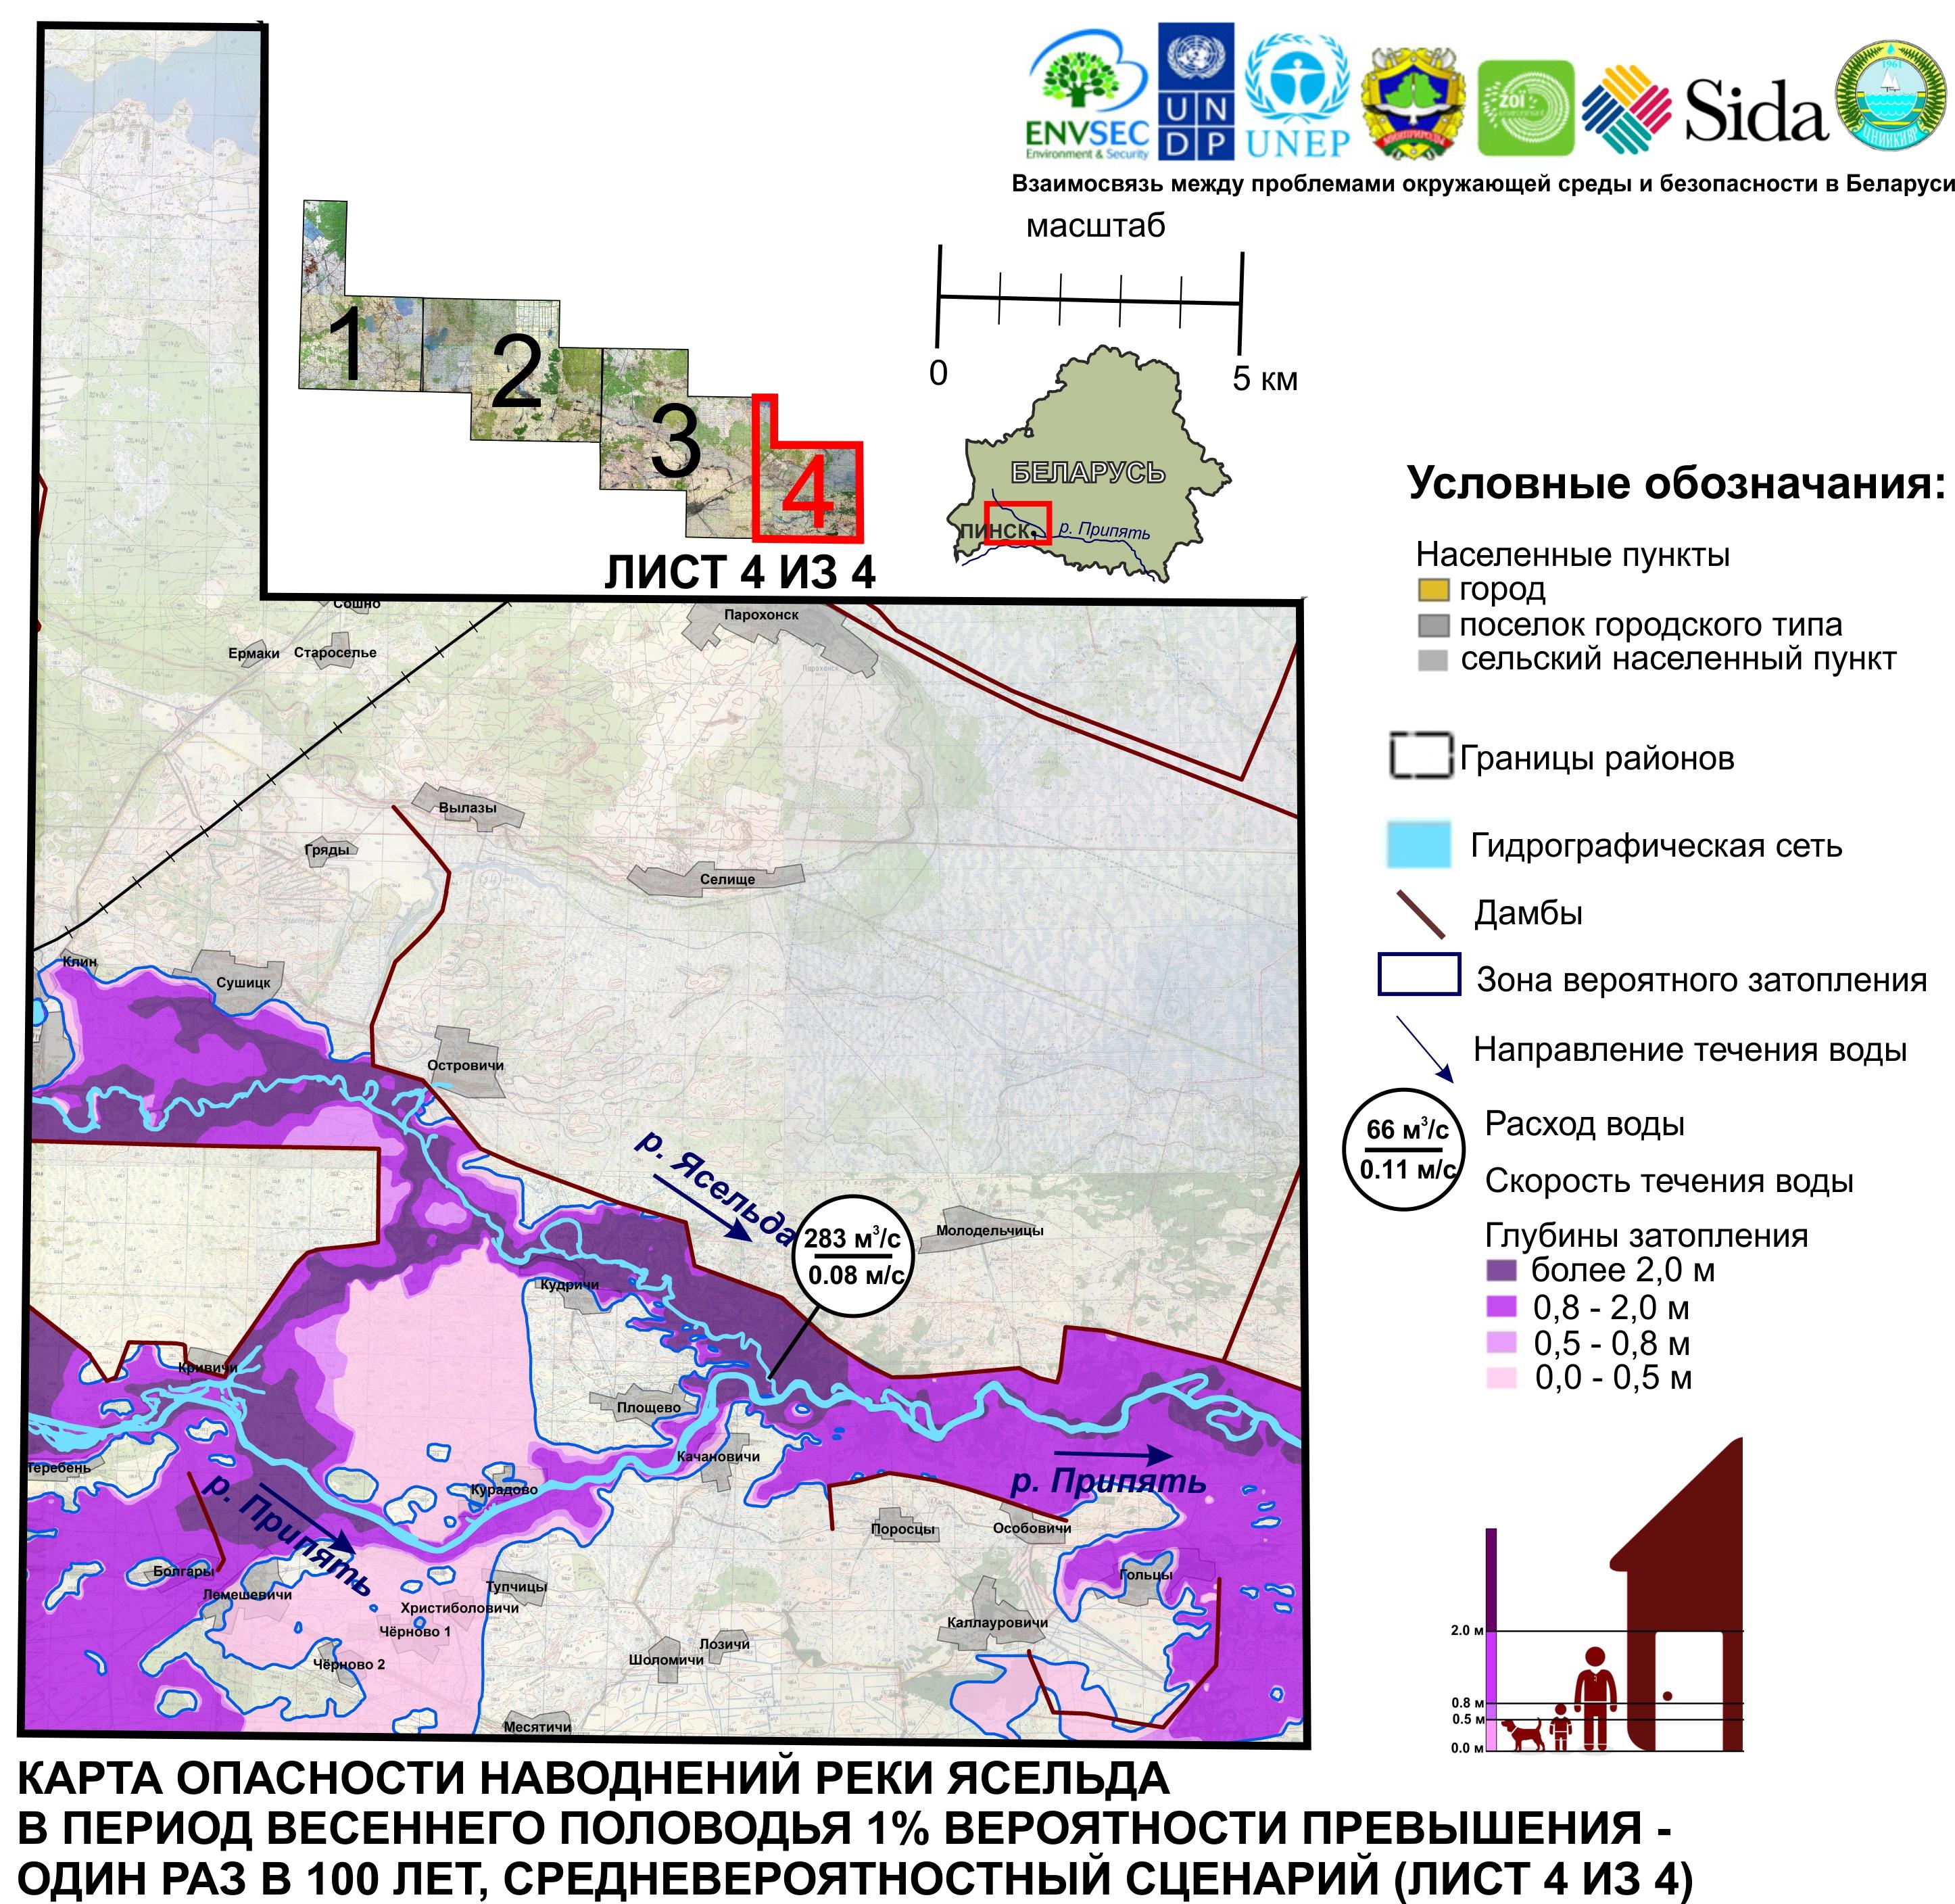 ENVSEC
Environment & Security
UN
DP
UNEP
МИНПРИРОДЫ
ZOÏ
Sida
1961
ЦНИИКИВР
Взаимосвязь между проблемами окружающей среды и безопасности в Беларуси
масштаб
0
5 км
1
2
3
4
ЛИСТ 4 ИЗ 4
БЕЛАРУСЬ
ПИНСК
р. Припять
Условные обозначения:
Населенные пункты
город
поселок городского типа
сельский населенный пункт
Границы районов
Гидрографическая сеть
Дамбы
Зона вероятного затопления
Направление течения воды
66 м³/с
0.11 м/с
Расход воды
Скорость течения воды
Глубины затопления
более 2,0 м
0,8 - 2,0 м
0,5 - 0,8 м
0,0 - 0,5 м
2.0 м
0.8 м
0.5 м
0.0 м
Сошно
Парохонск
Ермаки
Староселье
Парохонск
Вылазы
Гряды
Селище
Клин
Сушицк
Островичи
р. Ясельда
283 м³/с
0.08 м/с
Молодельчицы
Кудричи
Кривичи
Площево
Качановичи
Теребень
Курадово
р. Припять
р. Припять
Поросцы
Особовичи
Болгары
Лемешевичи
Тупчицы
Гольцы
Христиболовичи
Чёрново 1
Каллауровичи
Лозичи
Шоломичи
Чёрново 2
Месятичи
КАРТА ОПАСНОСТИ НАВОДНЕНИЙ РЕКИ ЯСЕЛЬДА
В ПЕРИОД ВЕСЕННЕГО ПОЛОВОДЬЯ 1% ВЕРОЯТНОСТИ ПРЕВЫШЕНИЯ -
ОДИН РАЗ В 100 ЛЕТ, СРЕДНЕВЕРОЯТНОСТНЫЙ СЦЕНАРИЙ (ЛИСТ 4 ИЗ 4)